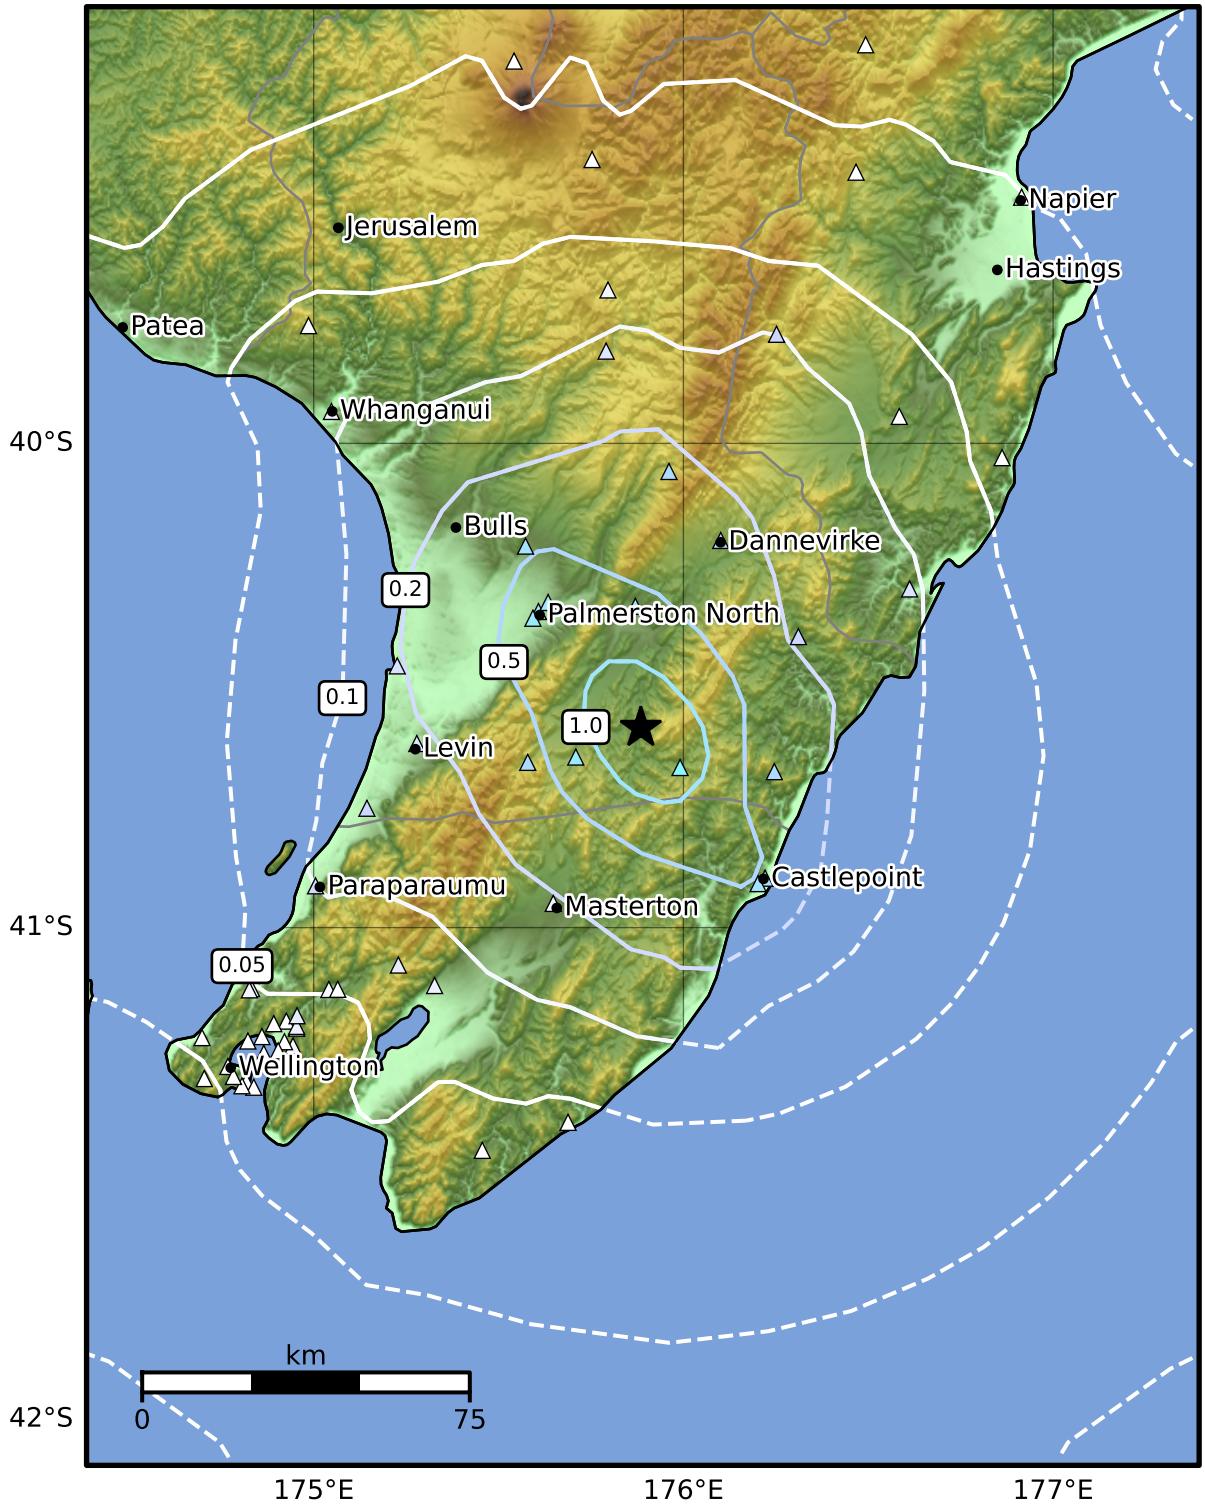 Napier
Jerusalem
Hastings
Patea
Whanganui
40°S
Bulls
Dannevirke
0.2
Palmerston North
0.5
0.1
1.0
Levin
Castlepoint
Paraparaumu
Masterton
41°S
0.05
Wellington
km
0
75
42°S
175°E
176°E
177°E